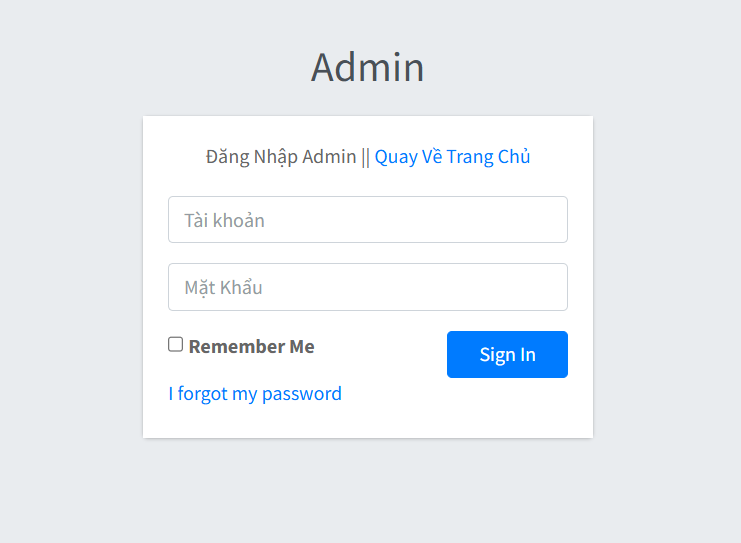 Admin
Đăng Nhập Admin || Quay Về Trang Chủ
Tài khoản
Mặt Khẩu
Remember Me
Sign In
I forgot my password